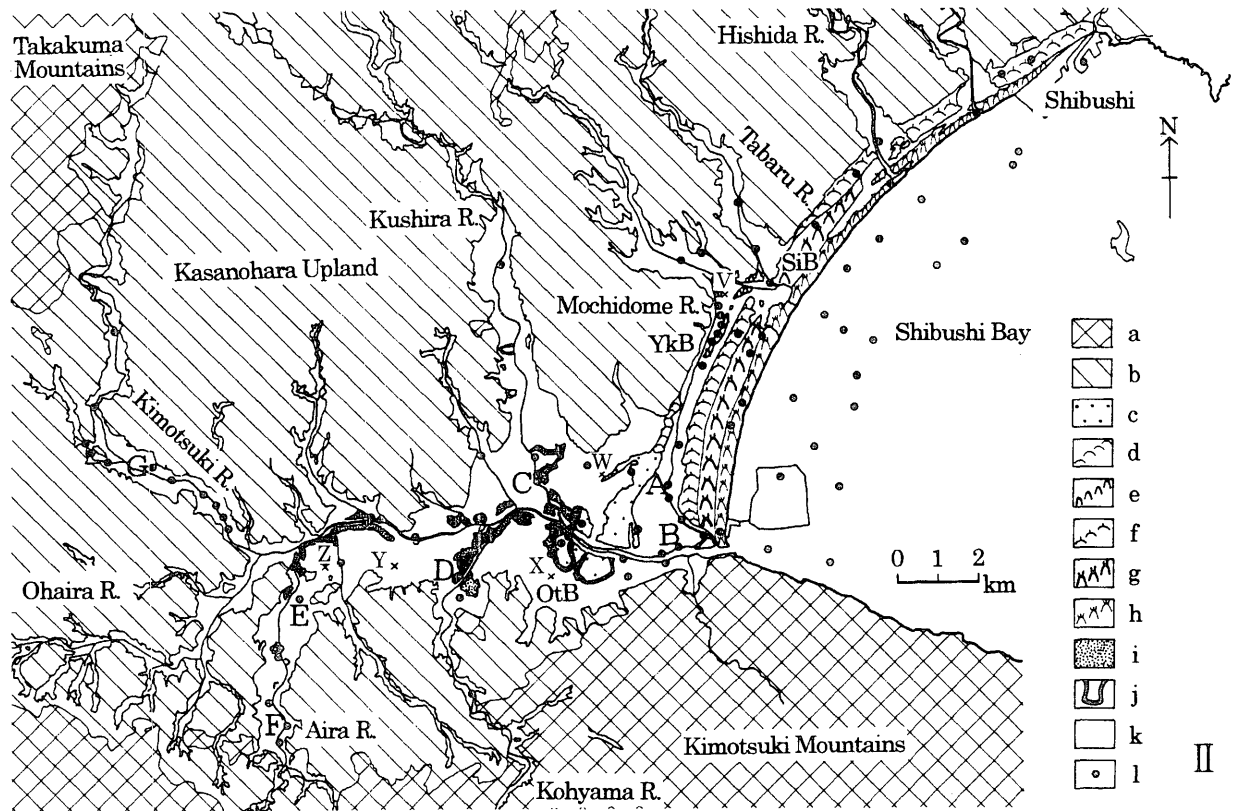 Takakuma
Mountains
Hishida R.
Shibushi
N
Tabaru R.
Kushira R.
Kasanohara Upland
SiB
V
Mochidome R.
YkB
Shibushi Bay
Kimotsuki R.
G
W
C
A
B
Z
Y
D
X
OtB
0 1 2
km
Ohaira R.
E
F
Aira R.
Kimotsuki Mountains
Kohyama R.
a
b
c
d
e
f
g
h
i
j
k
l
II